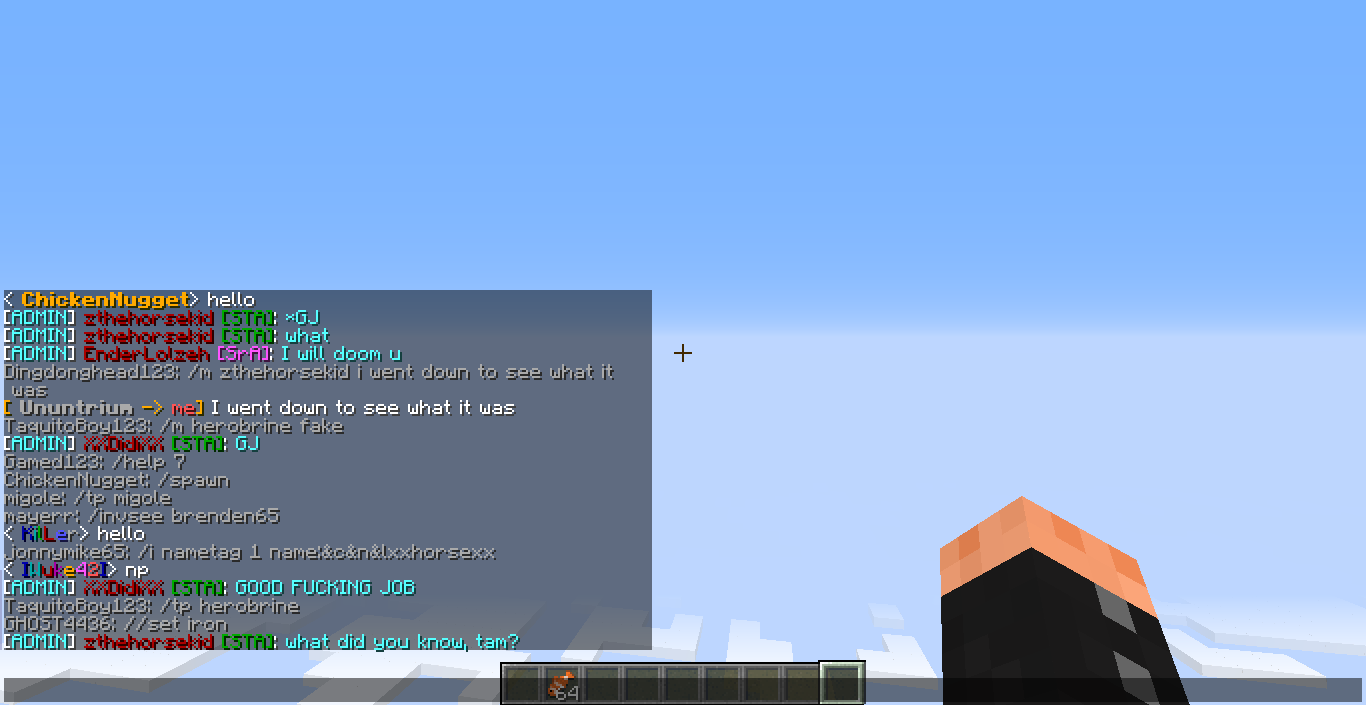 < ChickenNugget> hello
[ADMIN] zthehorsekid [STA]: *GJ
[ADMIN] zthehorsekid [STA]: what
[ADMIN] EnderLolzeh [SrA]: I will doom u
Dingdonghead123: /m zthehorsekid i went down to see what it
was
[ Ununtrium -> me] I went down to see what it was
TaquitoBoy123: /m herobrine fake
[ADMIN] XXDidiXX [STA]: GJ
Gamed123: /help 7
ChickenNugget: /spawn
migole: /tp migole
mayerr: /invsee brenden65
< KilLer> hello
jonnymike65: /i nametag 1 name:&c&n&lxxhorsexx
< IWuke42I> np
[ADMIN] XXDidiXX [STA]: GOOD FUCKING JOB
TaquitoBoy123: /tp herobrine
GHOST4436: //set iron
[ADMIN] zthehorsekid [STA]: what did you know, tam?
64